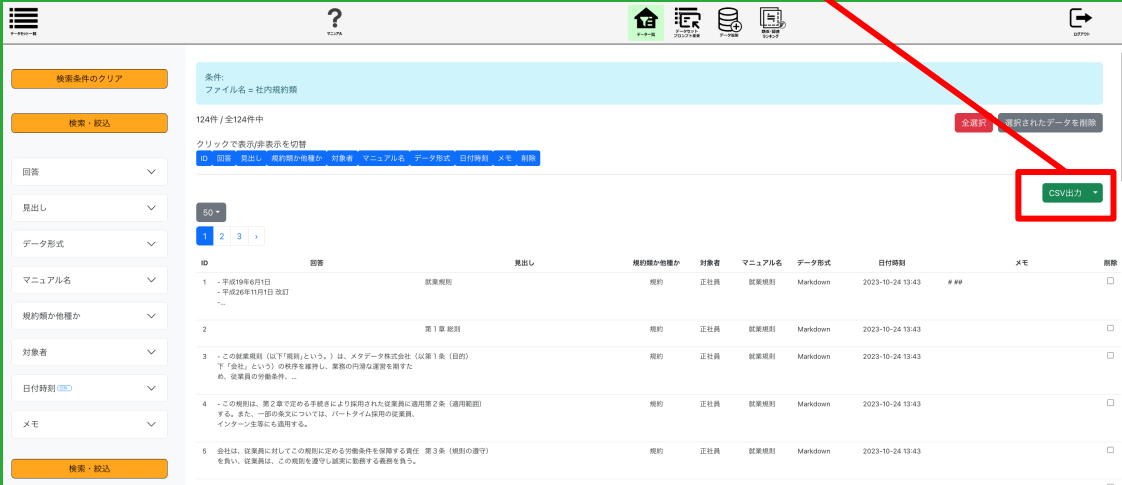 データセット一覧
?
マニュアル
データ一覧
データセット
プロンプト編集
データ追加
ログアウト
検索条件のクリア
検索・絞込
回答
見出し
データ形式
マニュアル名
規約類か他種か
対象者
日付時刻
メモ
検索・絞込
条件:
ファイル名 = 社内規約類
124件 / 全124件中
全選択 選択されたデータを削除
クリックで表示/非表示を切替
ID 回答 見出し 規約類か他種か 対象者 マニュアル名 データ形式 日付時刻 メモ 削除
CSV出力
50
1 2 3 ›
ID 回答 見出し 規約類か他種か 対象者 マニュアル名 データ形式 日付時刻 メモ 削除
1 - 平成19年6月1日 就業規則 規約 正社員 就業規則 Markdown 2023-10-24 13:43 # ##
- 平成26年11月1日 改訂
-...
2 第１章 総則 規約 正社員 就業規則 Markdown 2023-10-24 13:43
3 - この就業規則（以下「規則」という。）は、メタデータ株式会社（以 第１条（目的） 規約 正社員 就業規則 Markdown 2023-10-24 13:43
下「会社」という）の秩序を維持し、業務の円滑な運営を期すた
め、従業員の労働条件、...
4 - この規則は、第２章で定める手続きにより採用された従業員に適用 第２条（適用範囲） 規約 正社員 就業規則 Markdown 2023-10-24 13:43
する。また、一部の条文については、パートタイム採用の従業員、
インターン生等にも適用する。
5 会社は、従業員に対してこの規則に定める労働条件を保障する責任 第３条（規則の遵守） 規約 正社員 就業規則 Markdown 2023-10-24 13:43
を負い、従業員は、この規則を遵守し誠実に勤務する義務を負う。